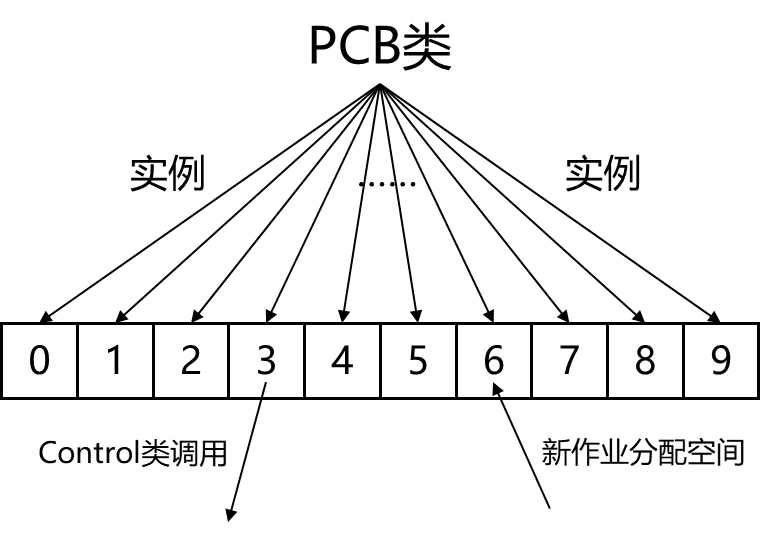 PCB类
实例
......
实例
0 1 2 3 4 5 6 7 8 9
Control类调用
新作业分配空间